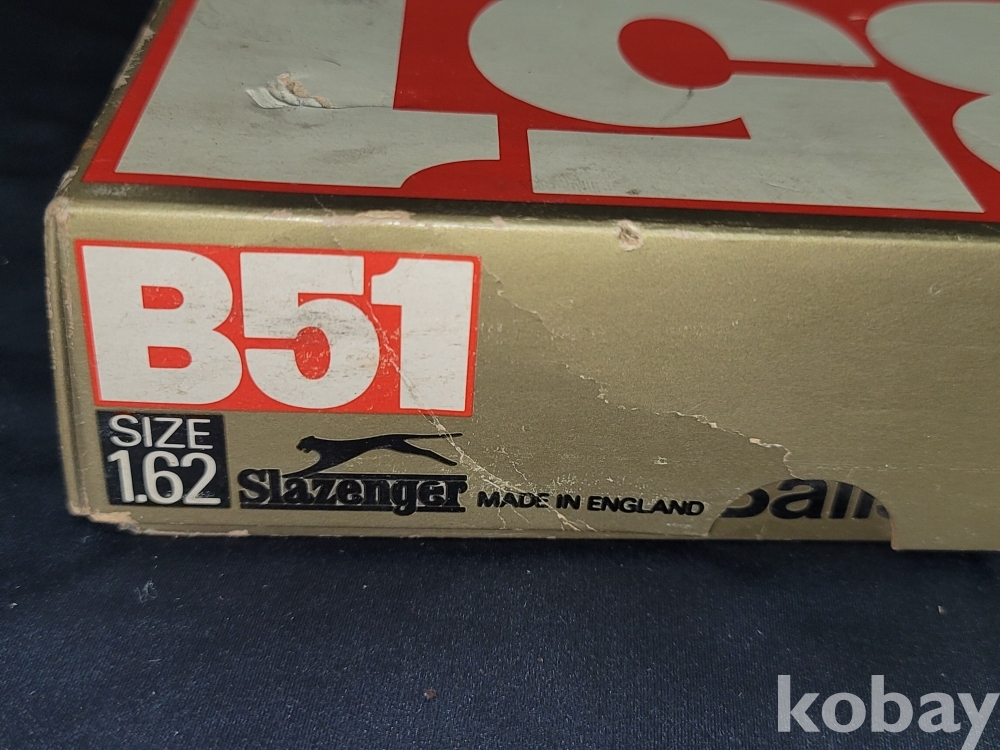 B51
SIZE
1.62
Slazenger
MADE IN ENGLAND
kobay